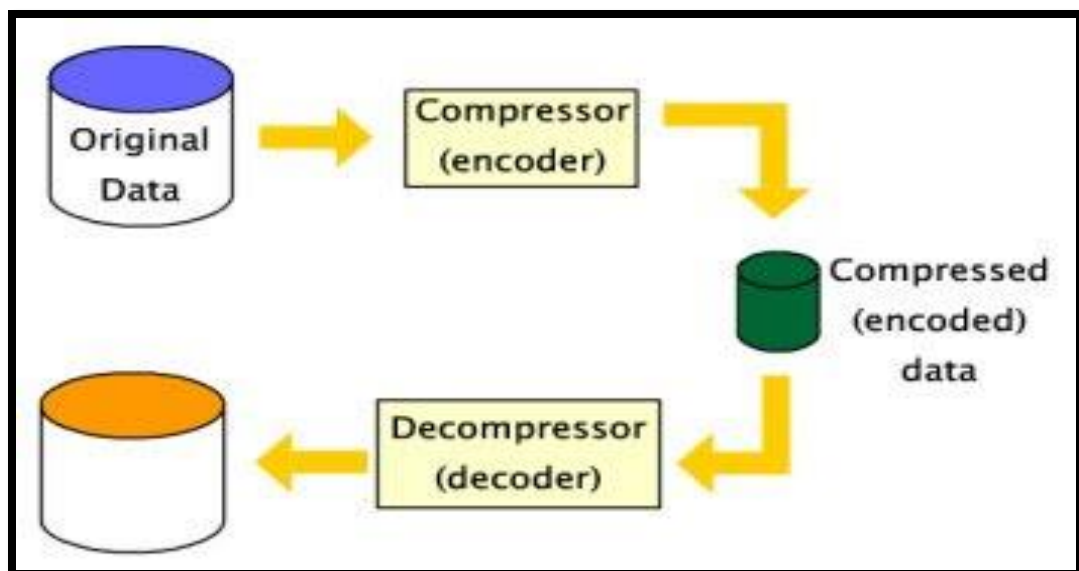 Original
Data
Compressor
(encoder)
Compressed
(encoded)
data
Decompressor
(decoder)